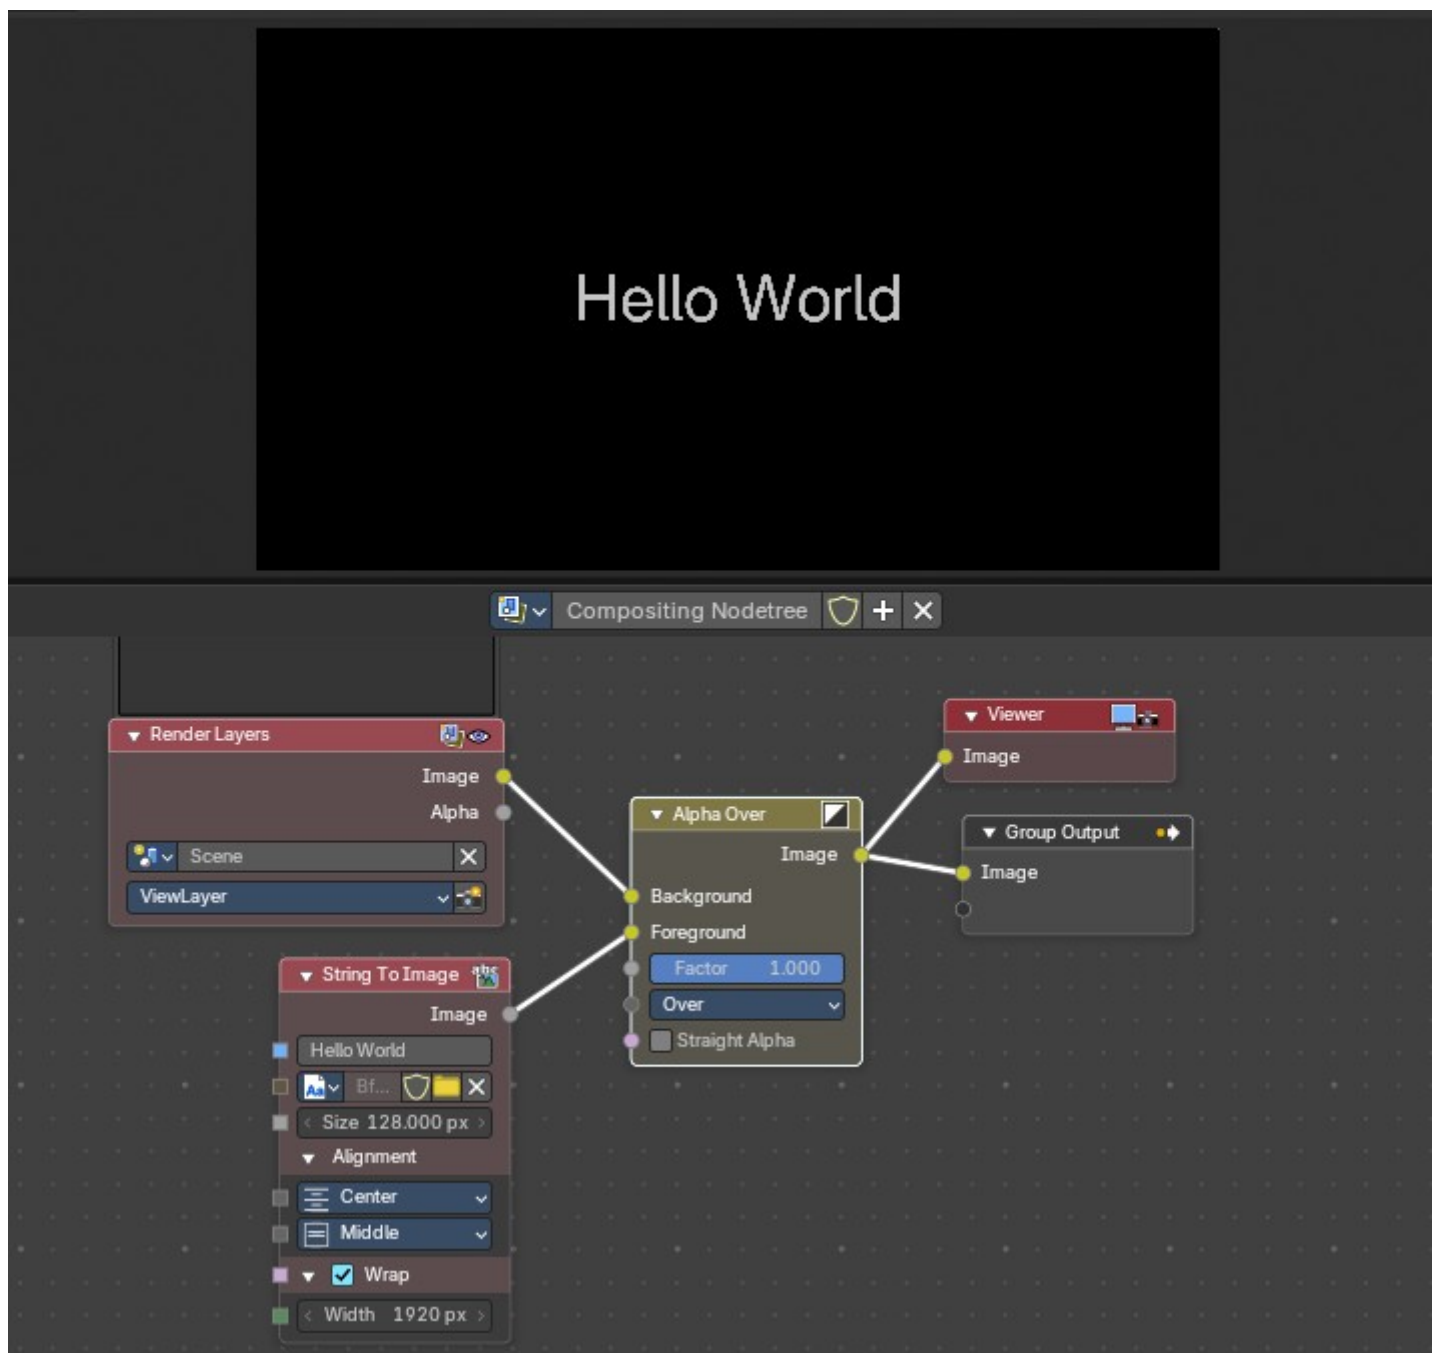 Hello World
Compositing Nodetree
Render Layers
Image
Alpha
Scene
ViewLayer
String To Image
Image
Hello World
Bf...
Size 128.000 px
Alignment
Center
Middle
Wrap
Width 1920 px
Alpha Over
Image
Background
Foreground
Factor 1.000
Over
Straight Alpha
Viewer
Image
Group Output
Image